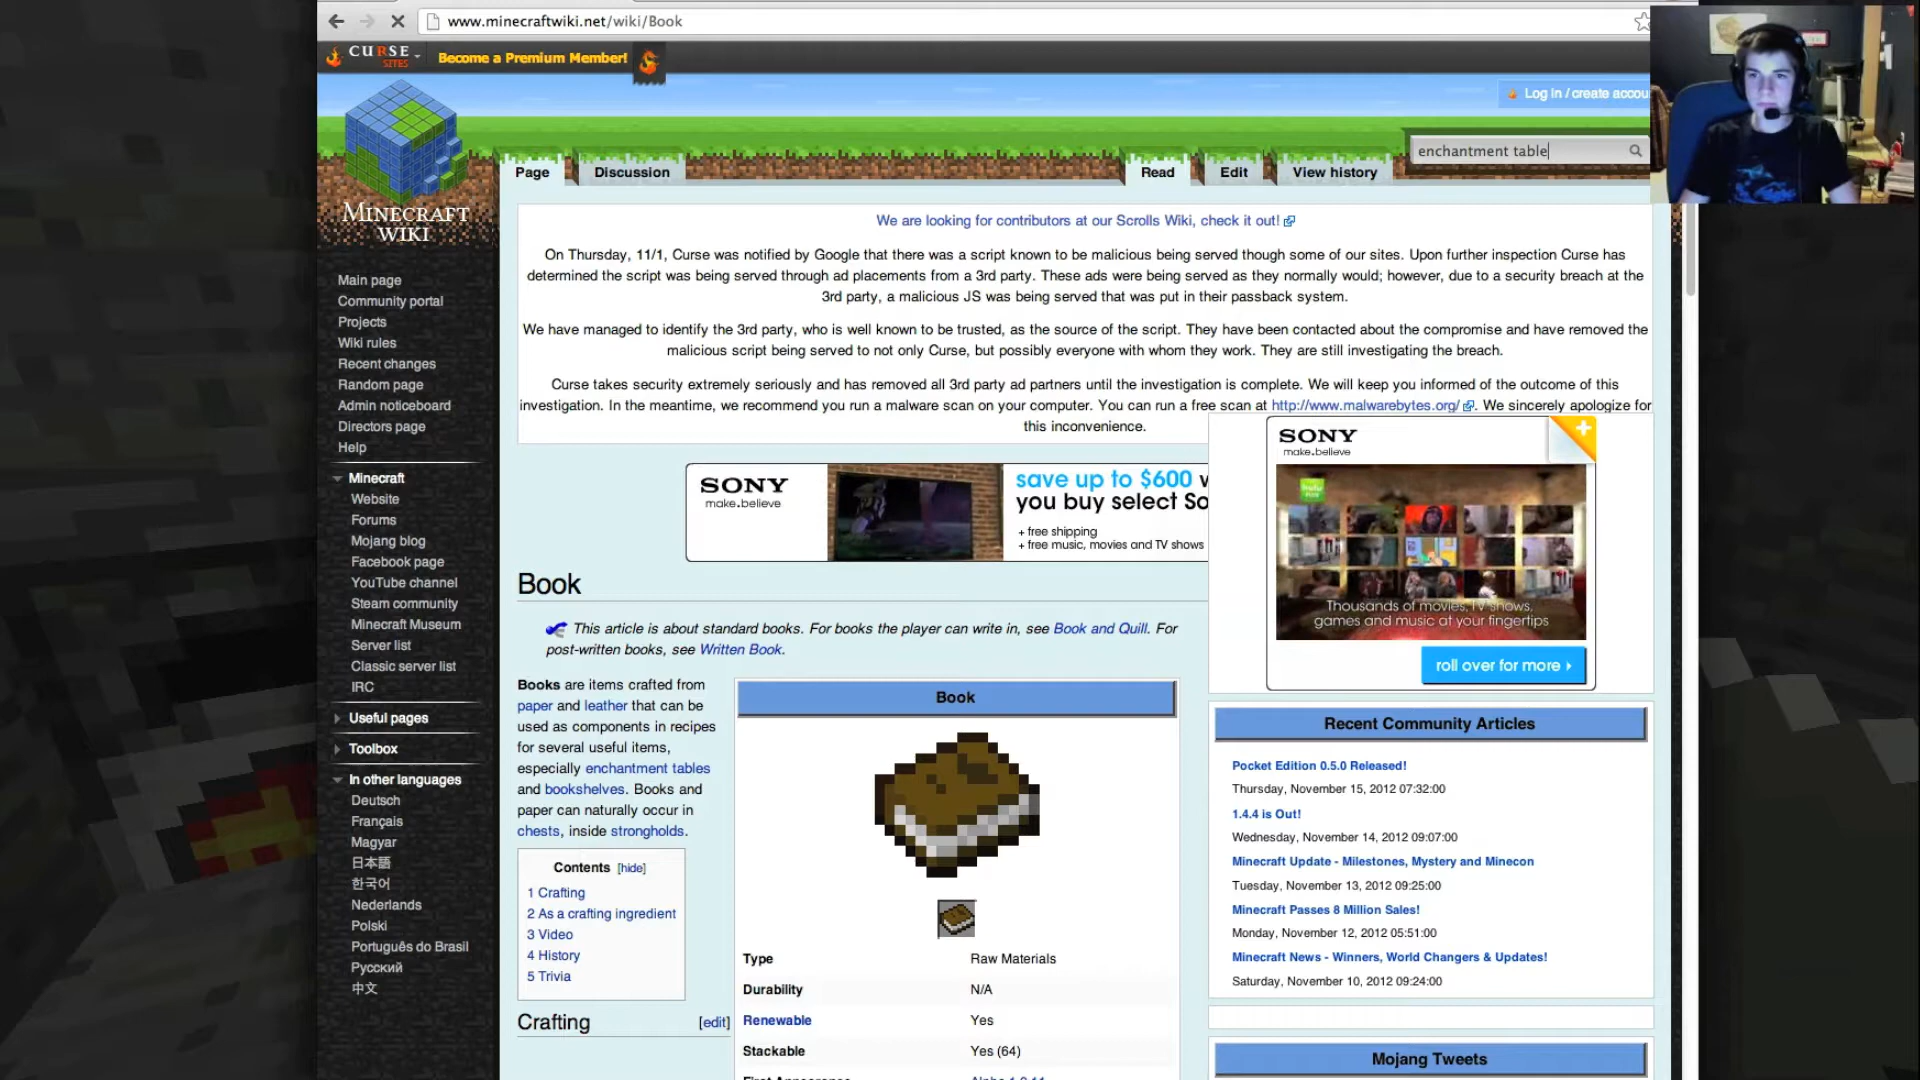 www.minecraftwiki.net/wiki/Book
CURSE
SITES
Become a Premium Member!
Log in / create accou
enchantment table
Page
Discussion
Read
Edit
View history
MINECRAFT
WIKI
We are looking for contributors at our Scrolls Wiki, check it out!
On Thursday, 11/1, Curse was notified by Google that there was a script known to be malicious being served though some of our sites. Upon further inspection Curse has
determined the script was being served through ad placements from a 3rd party. These ads were being served as they normally would; however, due to a security breach at the
3rd party, a malicious JS was being served that was put in their passback system.
We have managed to identify the 3rd party, who is well known to be trusted, as the source of the script. They have been contacted about the compromise and have removed the
malicious script being served to not only Curse, but possibly everyone with whom they work. They are still investigating the breach.
Curse takes security extremely seriously and has removed all 3rd party ad partners until the investigation is complete. We will keep you informed of the outcome of this
investigation. In the meantime, we recommend you run a malware scan on your computer. You can run a free scan at http://www.malwarebytes.org/. We sincerely apologize for
this inconvenience.
Main page
Community portal
Projects
Wiki rules
Recent changes
Random page
Admin noticeboard
Directors page
Help
Minecraft
Website
Forums
Mojang blog
Facebook page
YouTube channel
Steam community
Minecraft Museum
Server list
Classic server list
IRC
Useful pages
Toolbox
In other languages
Deutsch
Français
Magyar
日本語
한국어
Nederlands
Polski
Português do Brasil
Русский
中文
SONY
make.believe
save up to $600 w
you buy select So
+ free shipping
+ free music, movies and TV shows
SONY
make.believe
Thousands of movies, TV shows,
games and music at your fingertips
roll over for more ›
Book
This article is about standard books. For books the player can write in, see Book and Quill. For
post-written books, see Written Book.
Books are items crafted from
paper and leather that can be
used as components in recipes
for several useful items,
especially enchantment tables
and bookshelves. Books and
paper can naturally occur in
chests, inside strongholds.
Contents [hide]
1 Crafting
2 As a crafting ingredient
3 Video
4 History
5 Trivia
Crafting [edit]
Book
Type Raw Materials
Durability N/A
Renewable Yes
Stackable Yes (64)
Recent Community Articles
Pocket Edition 0.5.0 Released!
Thursday, November 15, 2012 07:32:00
1.4.4 is Out!
Wednesday, November 14, 2012 09:07:00
Minecraft Update - Milestones, Mystery and Minecon
Tuesday, November 13, 2012 09:25:00
Minecraft Passes 8 Million Sales!
Monday, November 12, 2012 05:51:00
Minecraft News - Winners, World Changers & Updates!
Saturday, November 10, 2012 09:24:00
Mojang Tweets